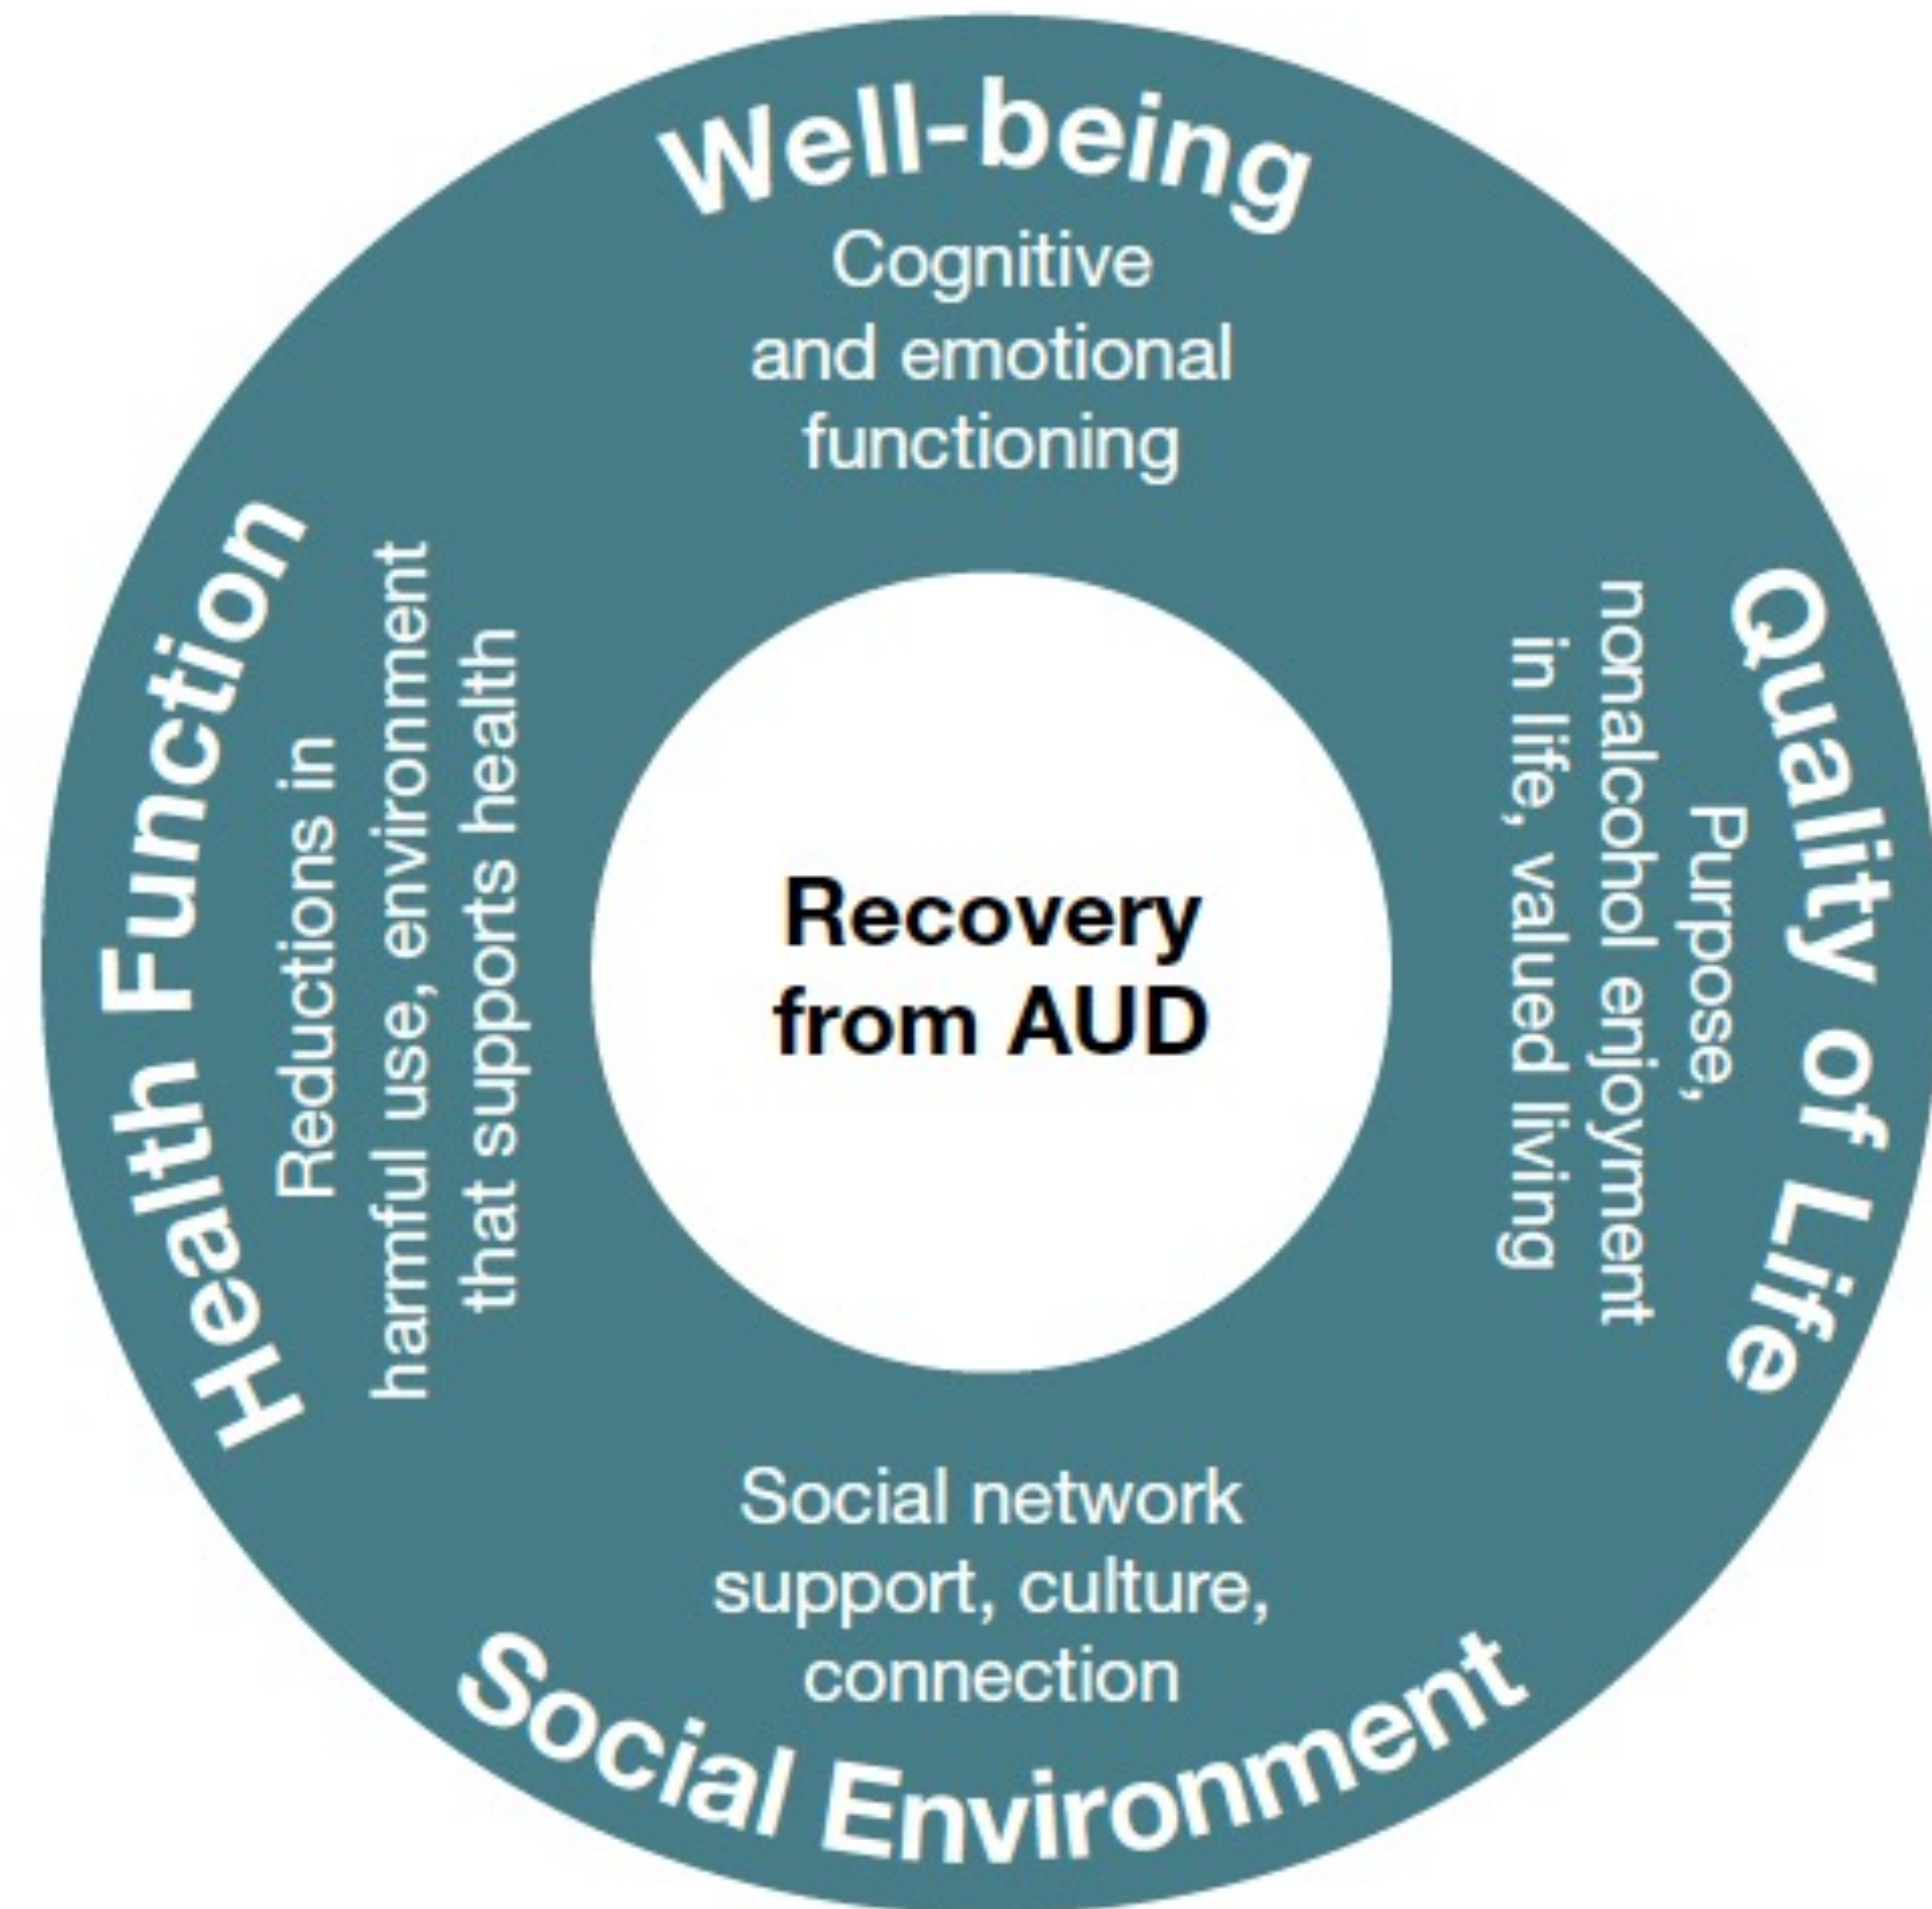 Well-being
Cognitive
and emotional
functioning
Quality of Life
Purpose,
nonalcohol enjoyment
in life, valued living
Social network
support, culture,
connection
Social Environment
Health Function
Reductions in
harmful use, environment
that supports health
Recovery
from AUD